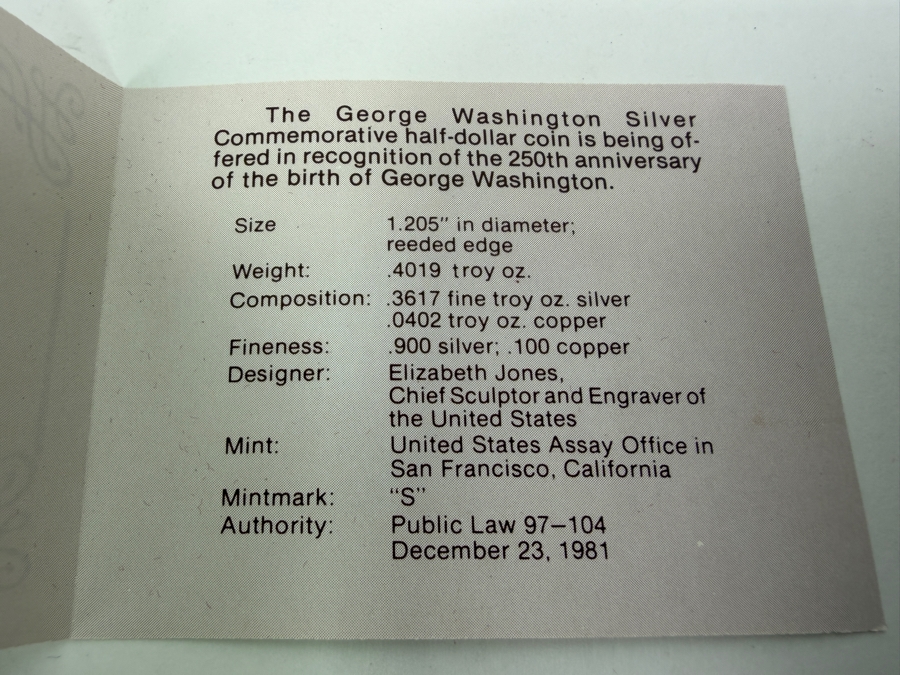 The George Washington Silver
Commemorative half-dollar coin is being of-
fered in recognition of the 250th anniversary
of the birth of George Washington.
Size 1.205" in diameter;
reeded edge
Weight: .4019 troy oz.
Composition: .3617 fine troy oz. silver
.0402 troy oz. copper
Fineness: .900 silver; .100 copper
Designer: Elizabeth Jones,
Chief Sculptor and Engraver of
the United States
Mint: United States Assay Office in
San Francisco, California
Mintmark: "S"
Authority: Public Law 97–104
December 23, 1981